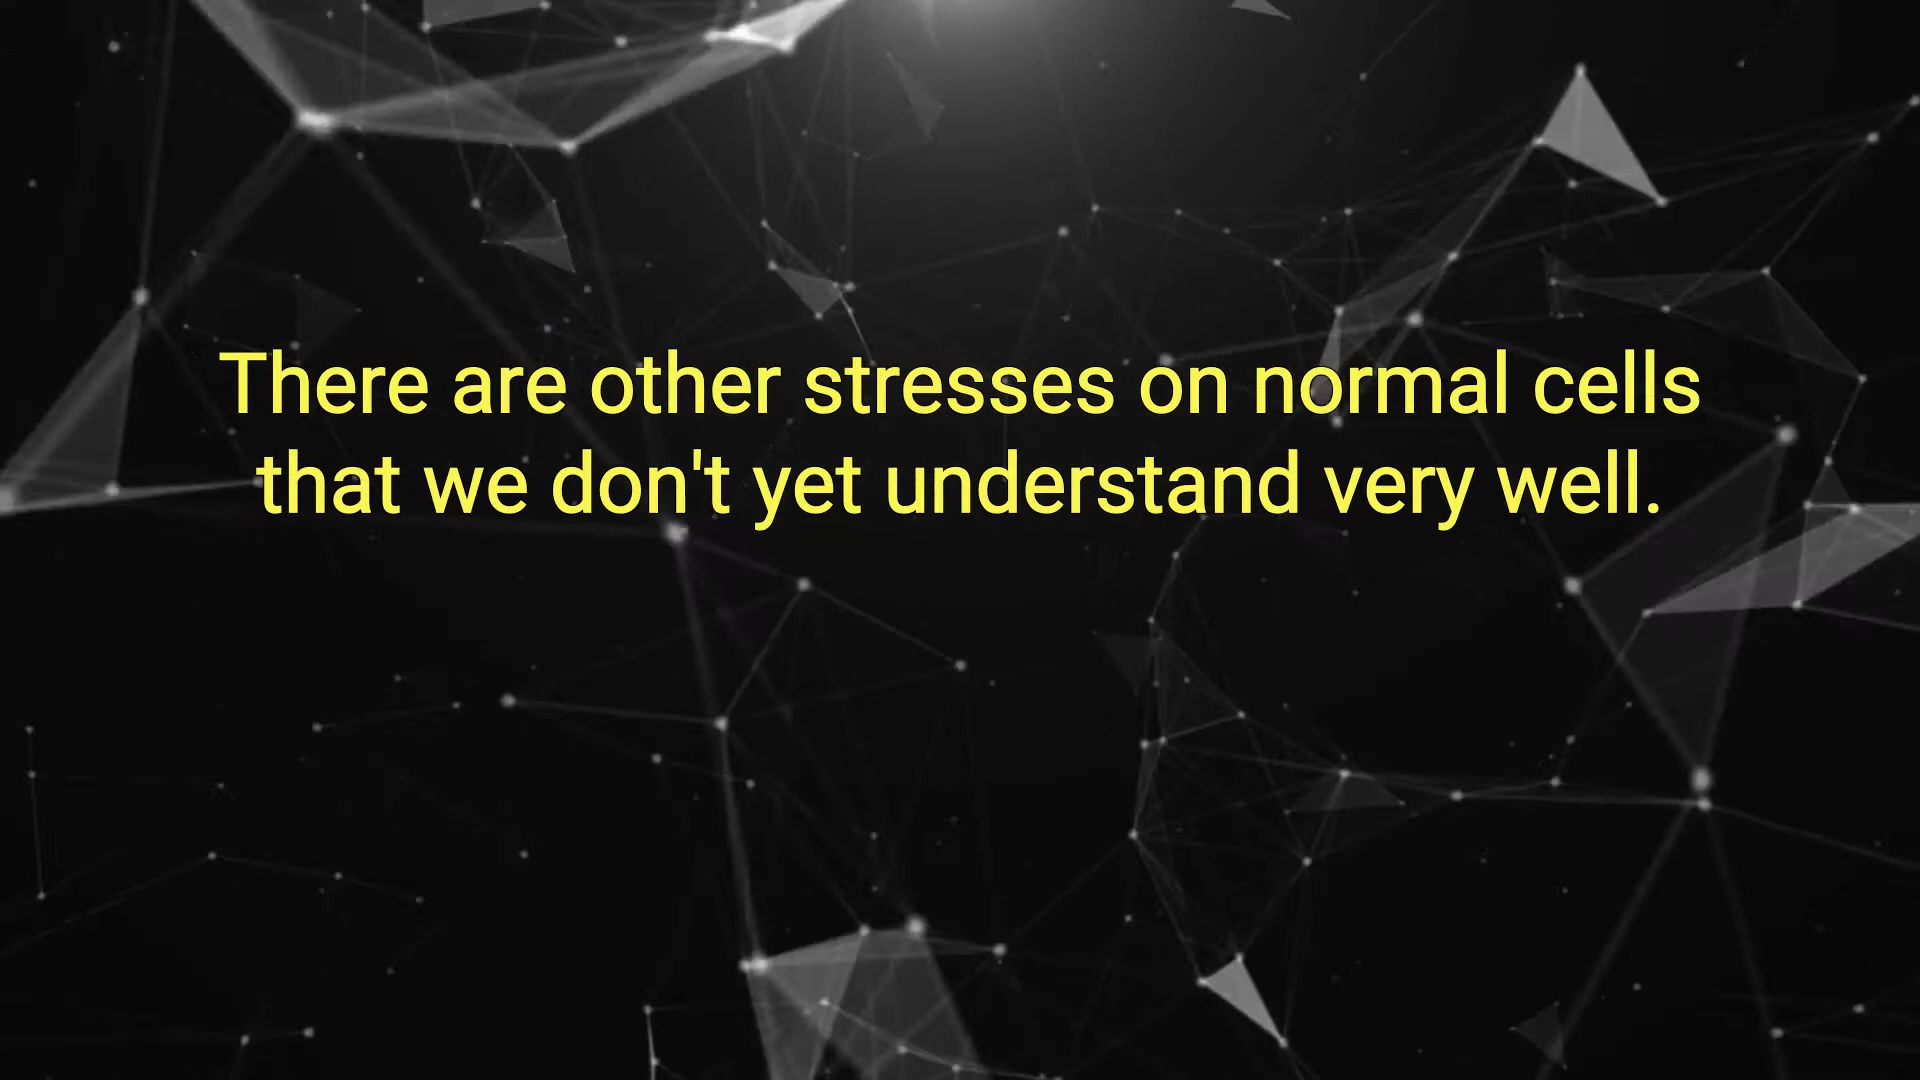 There are other stresses on normal cells
that we don't yet understand very well.